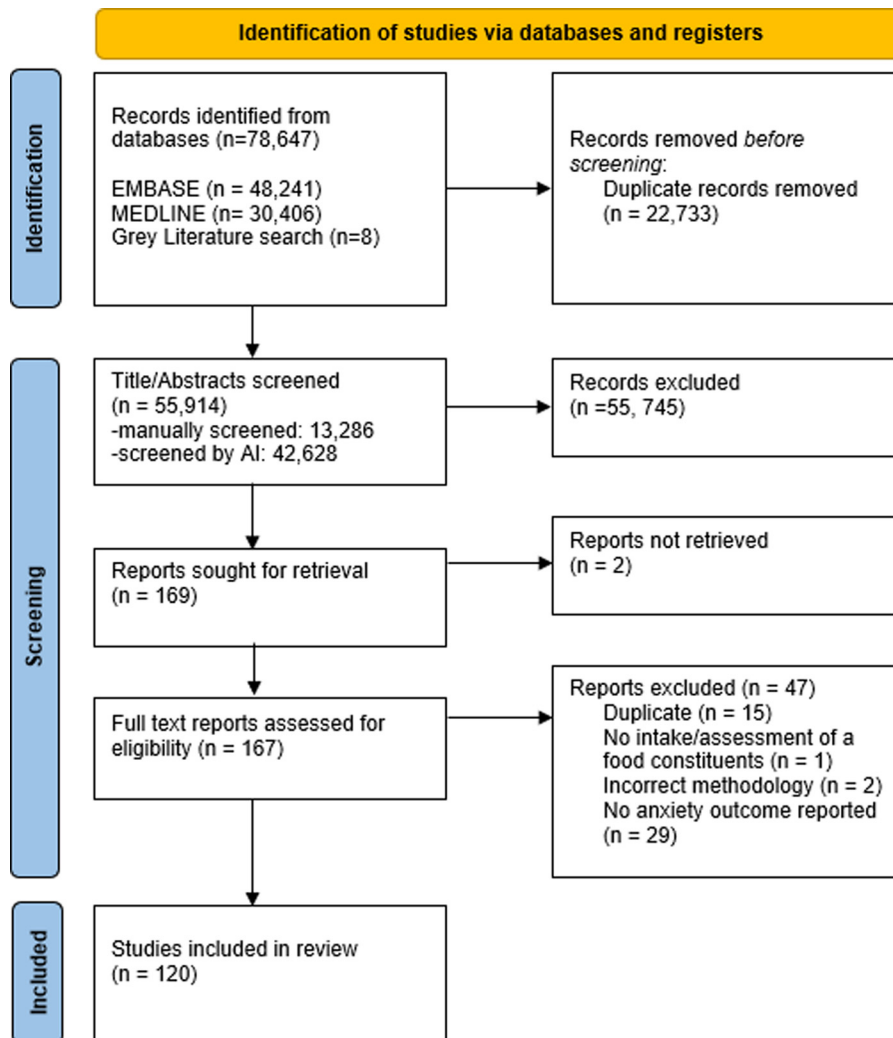 Identification of studies via databases and registers
Identification
Records identified from
databases (n=78,647)
EMBASE (n = 48,241)
MEDLINE (n= 30,406)
Grey Literature search (n=8)
Records removed before
screening:
Duplicate records removed
(n = 22,733)
Screening
Title/Abstracts screened
(n = 55,914)
-manually screened: 13,286
-screened by AI: 42,628
Records excluded
(n =55, 745)
Reports sought for retrieval
(n = 169)
Reports not retrieved
(n = 2)
Full text reports assessed for
eligibility (n = 167)
Reports excluded (n = 47)
Duplicate (n = 15)
No intake/assessment of a
food constituents (n = 1)
Incorrect methodology (n = 2)
No anxiety outcome reported
(n = 29)
Included
Studies included in review
(n = 120)